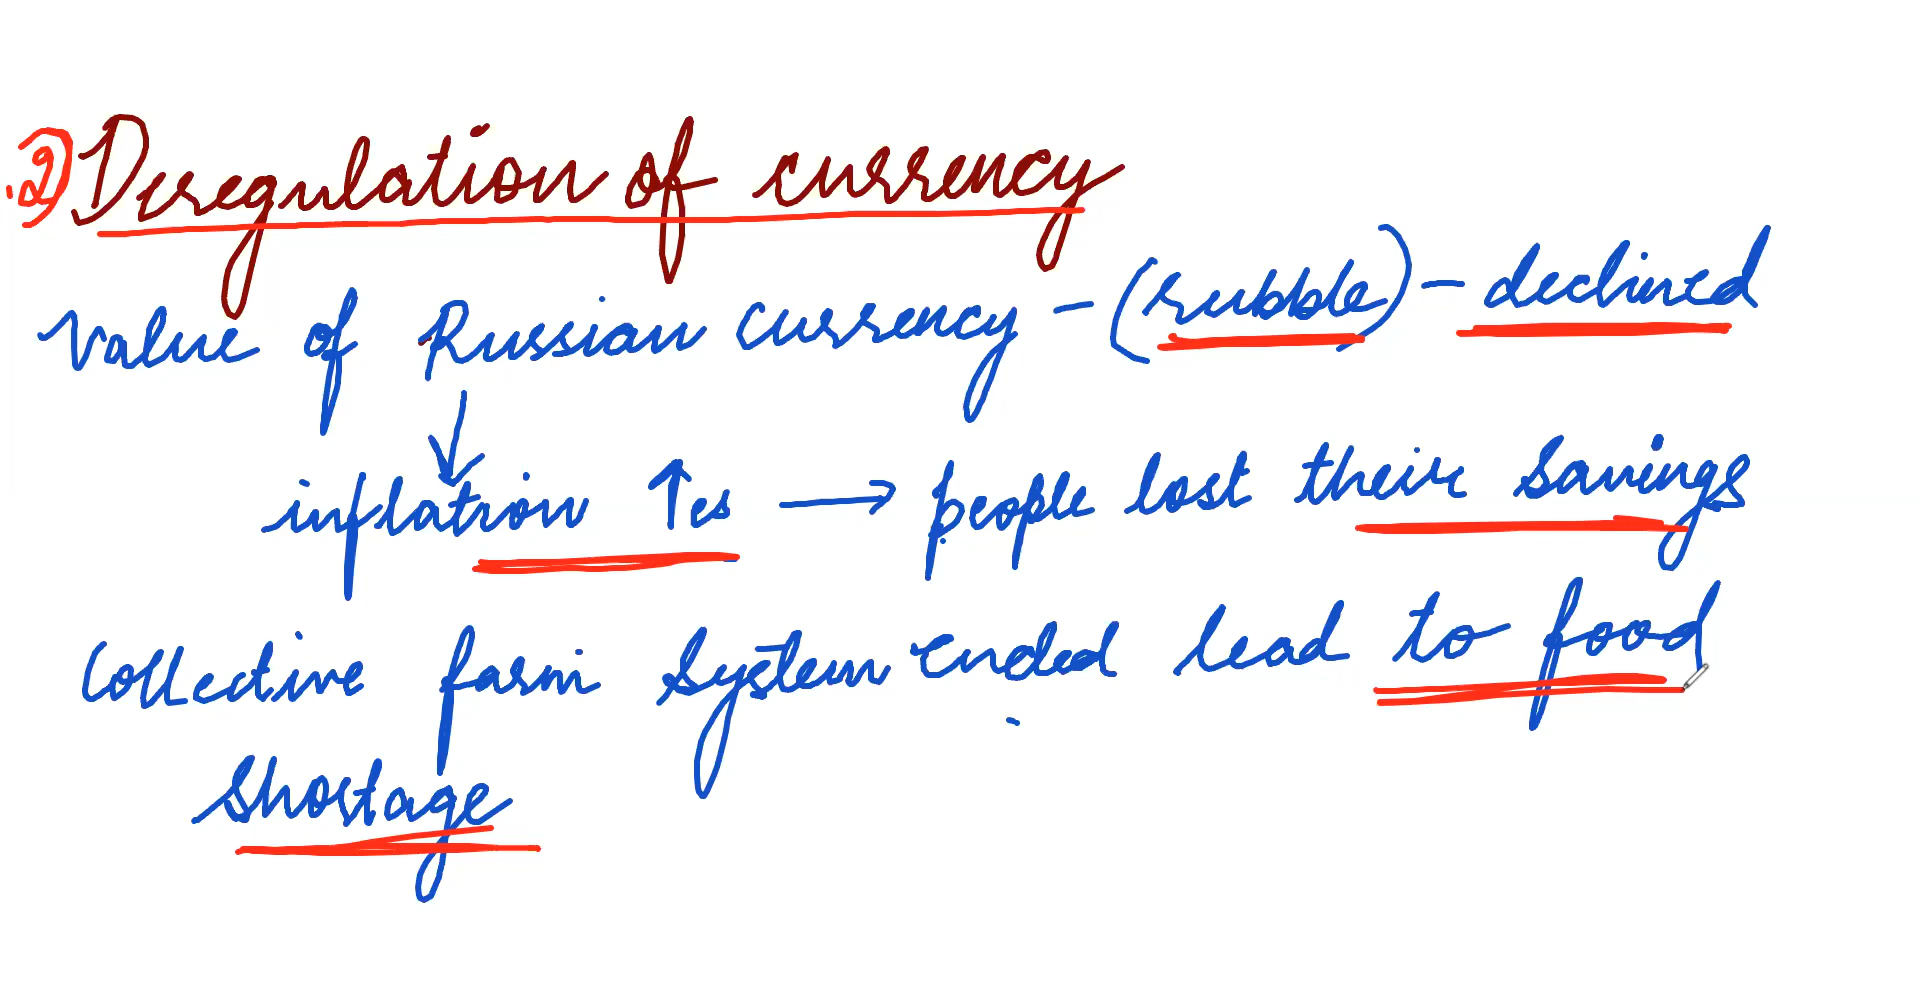 2) Deregulation of currency
Value of Russian currency - (rubble) - declined
↓
inflation ↑es → people lost their savings
Collective farm system ended lead to food
shortage